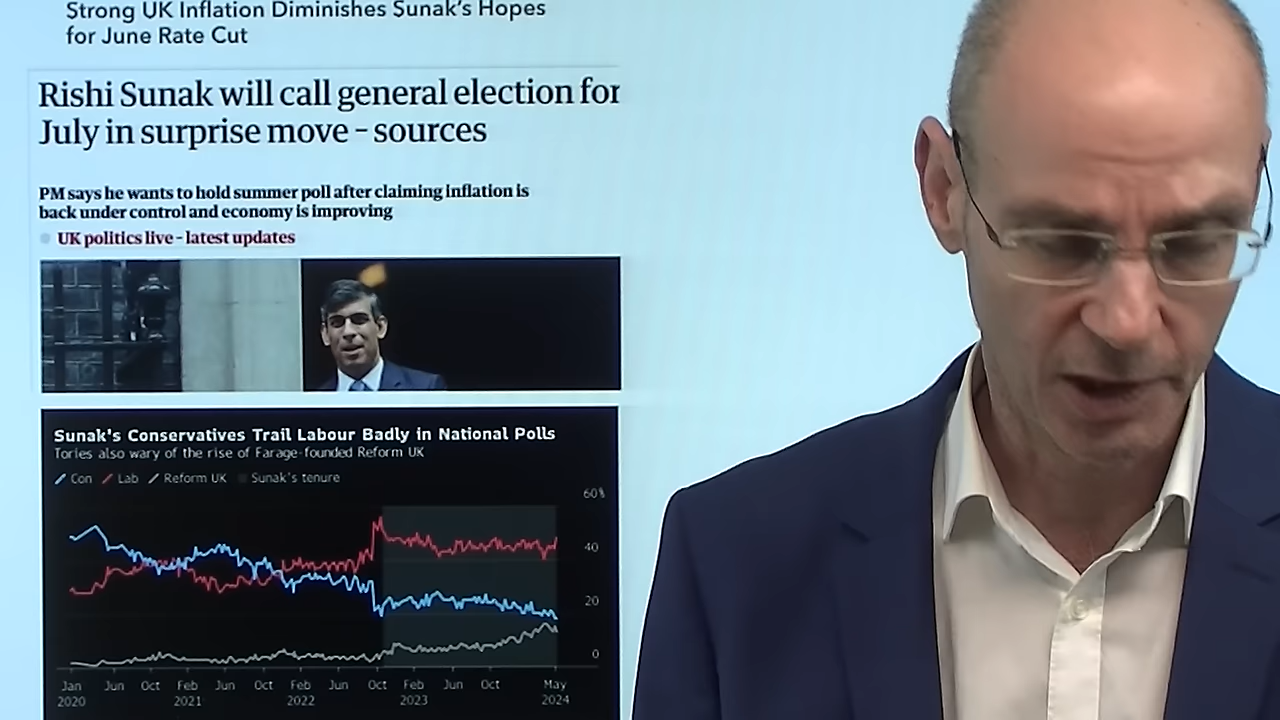 Strong UK Inflation Diminishes Sunak's Hopes
for June Rate Cut
Rishi Sunak will call general election for
July in surprise move – sources
PM says he wants to hold summer poll after claiming inflation is
back under control and economy is improving
UK politics live – latest updates
Sunak's Conservatives Trail Labour Badly in National Polls
Tories also wary of the rise of Farage-founded Reform UK
Con Lab Reform UK Sunak's tenure
60%
40
20
0
Jan Jun Oct Feb Jun Oct Feb Jun Oct Feb Jun Oct May
2020 2021 2022 2023 2024